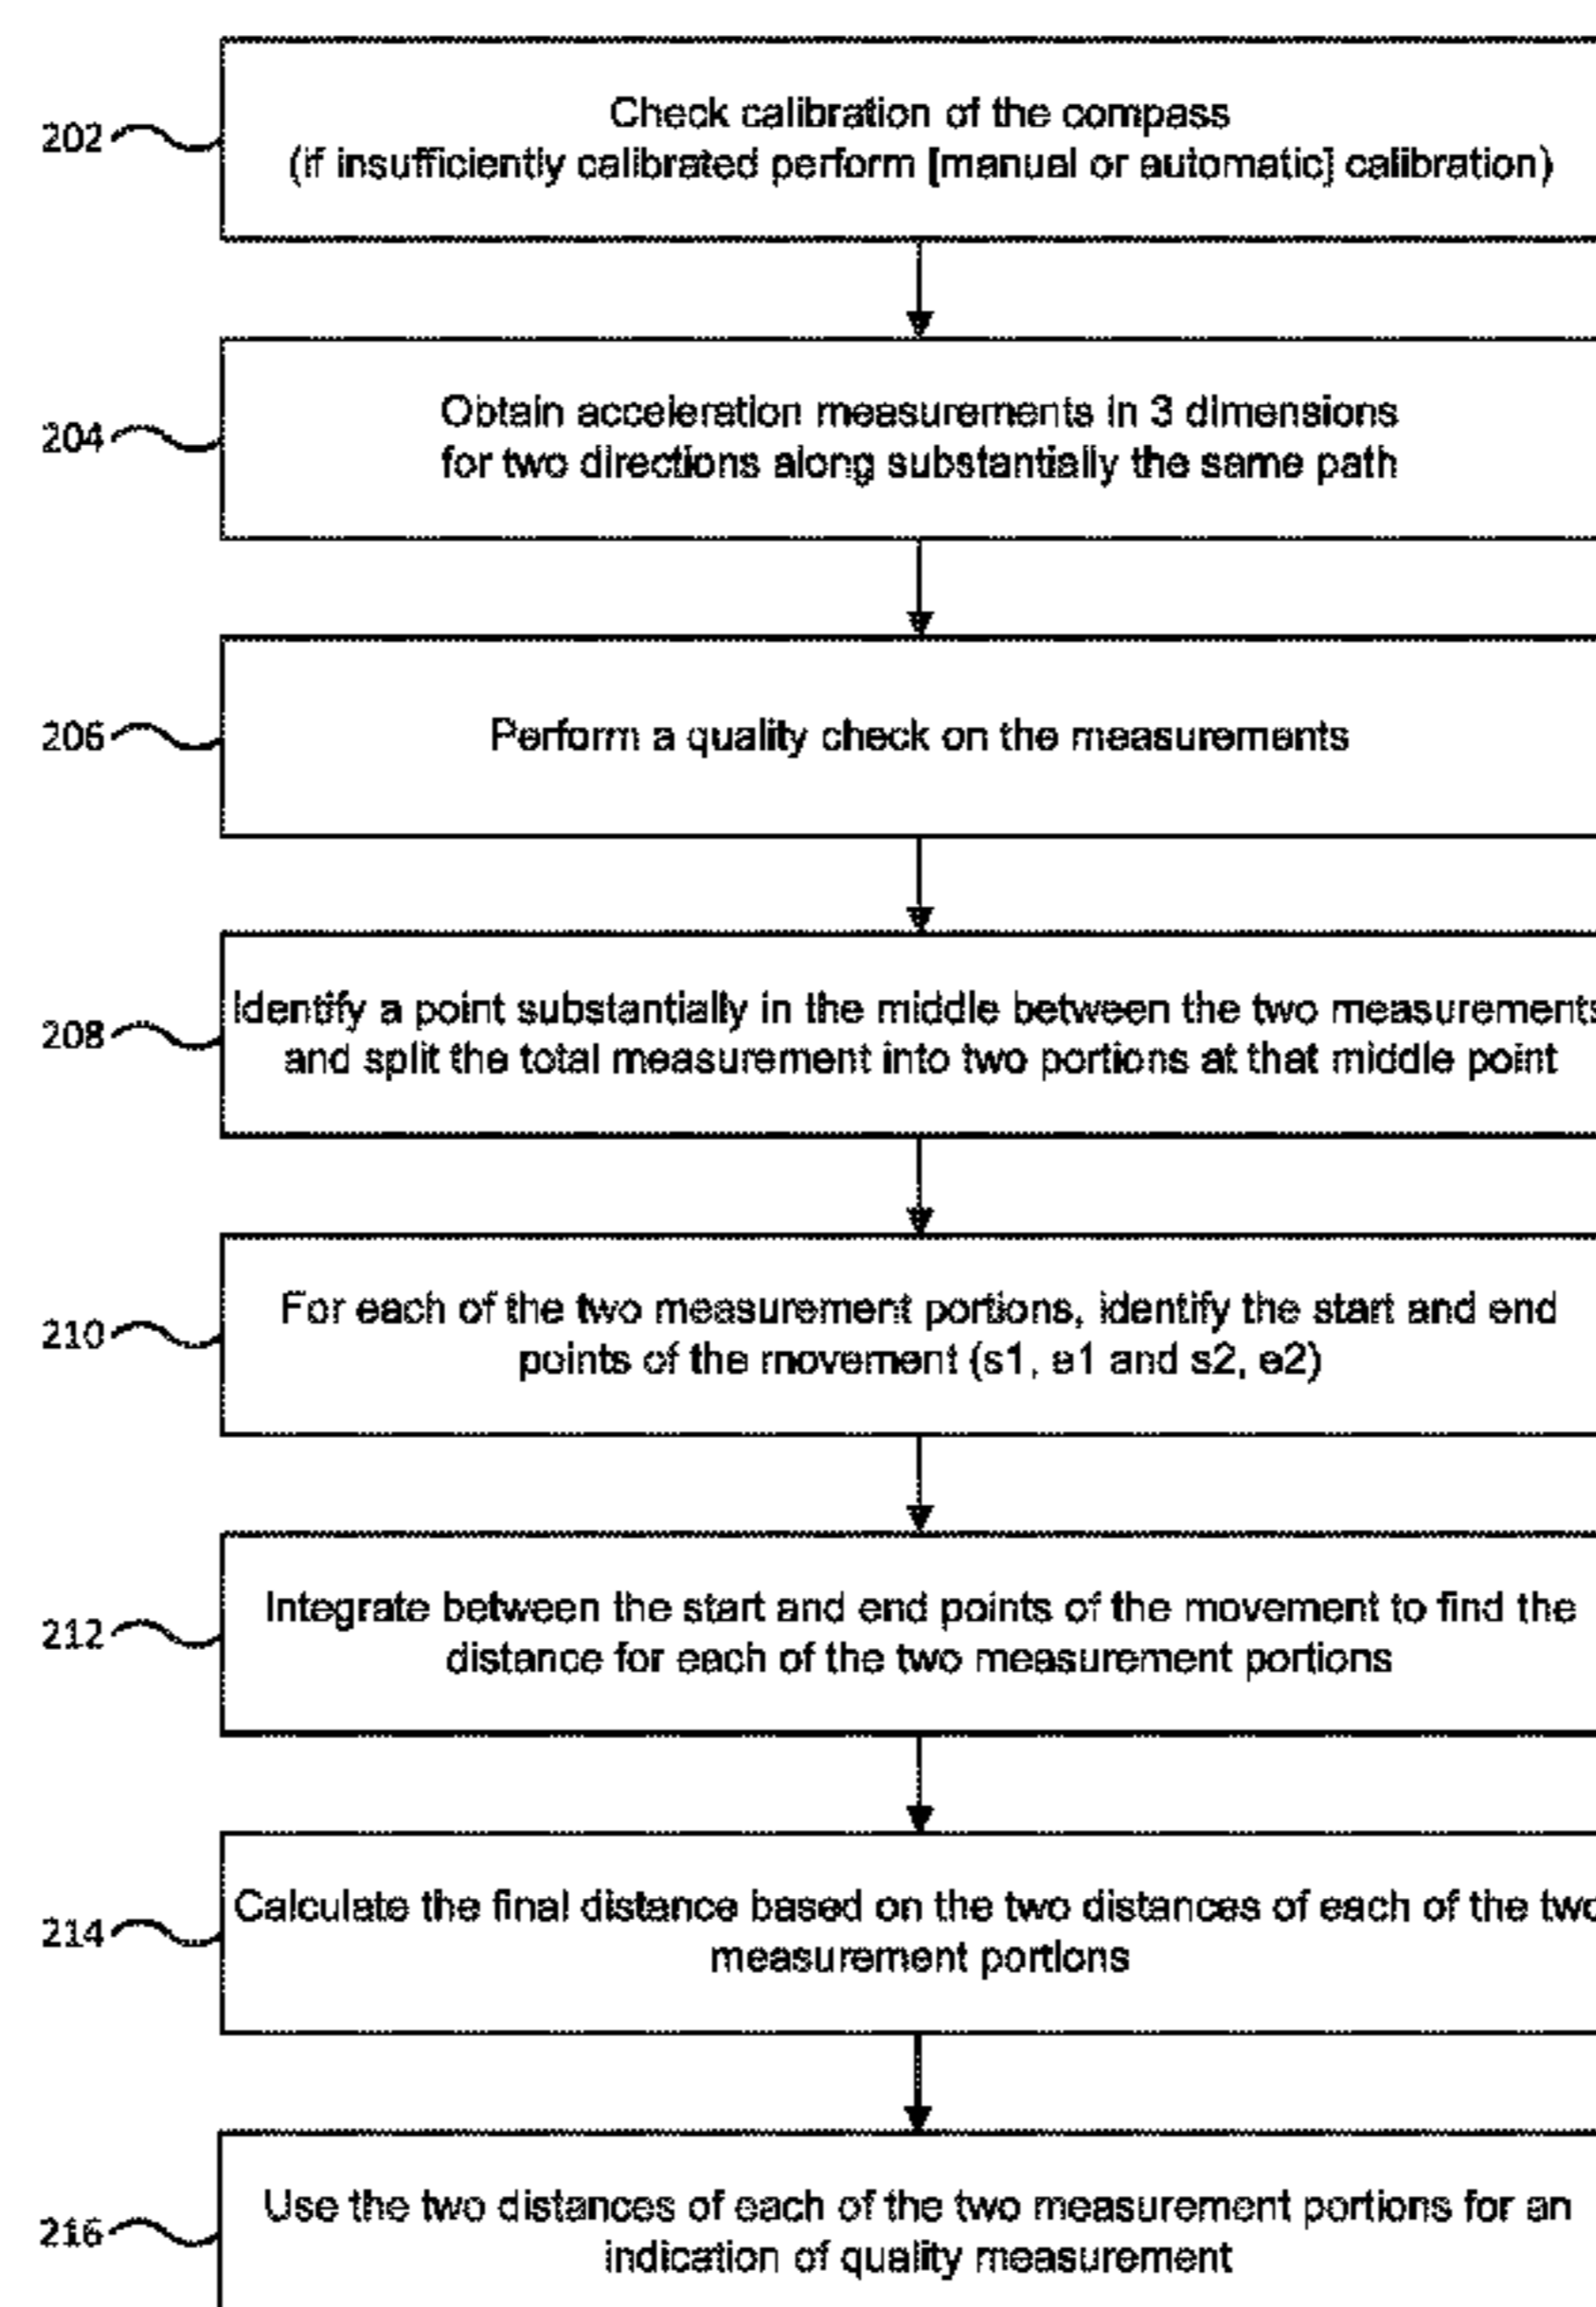 202
Check calibration of the compass
(if insufficiently calibrated perform [manual or automatic] calibration)
204
Obtain acceleration measurements in 3 dimensions
for two directions along substantially the same path
206
Perform a quality check on the measurements
208
Identify a point substantially in the middle between the two measurements
and split the total measurement into two portions at that middle point
210
For each of the two measurement portions, identify the start and end
points of the movement (s1, e1 and s2, e2)
212
Integrate between the start and end points of the movement to find the
distance for each of the two measurement portions
214
Calculate the final distance based on the two distances of each of the two
measurement portions
216
Use the two distances of each of the two measurement portions for an
indication of quality measurement